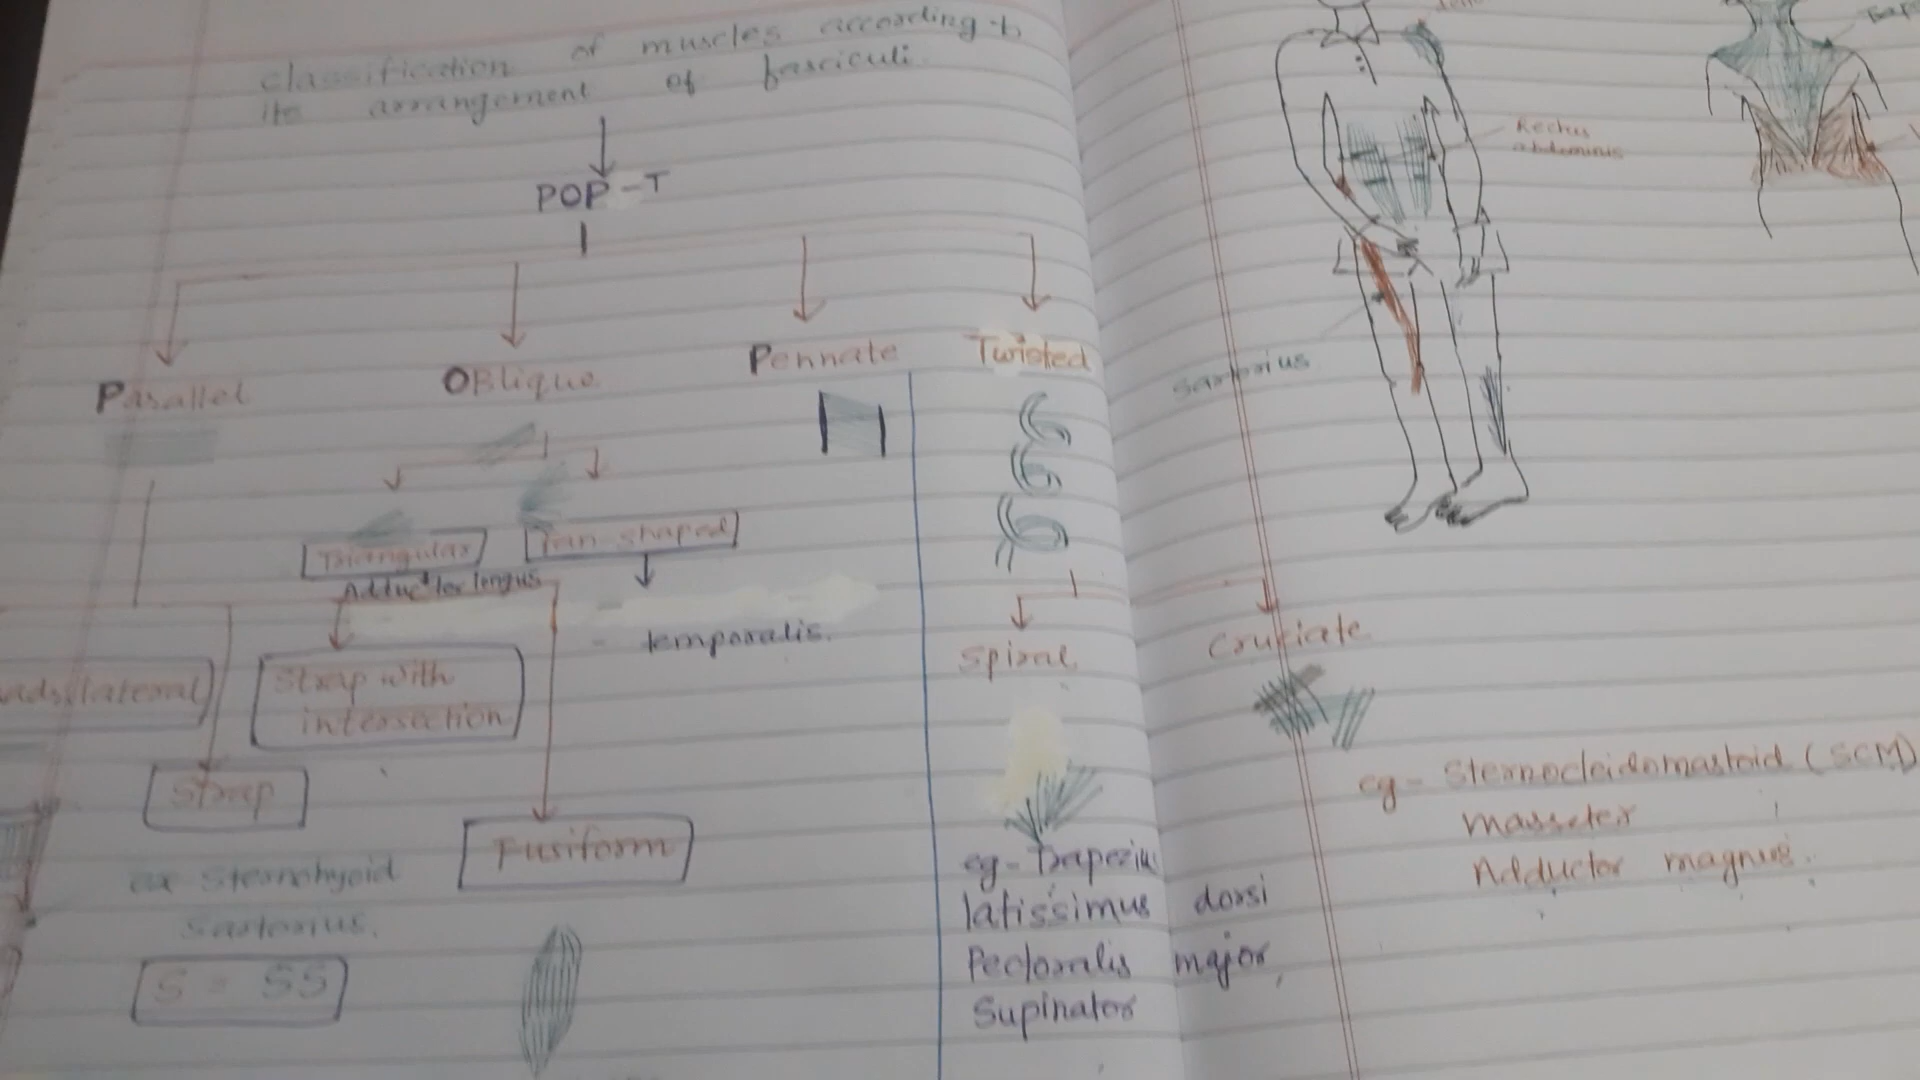 classification of muscles according to
its arrangement of fasciculi
POP-T
Parallel
OBlique
Pennate
Twisted
Triangular
Adductor longus
Fan shaped
temporalis.
Strap with
intersection
Strap
ex Sternohyoid
Sartorius.
S = SS
Fusiform
Spiral
eg- Trapeziu
latissimus dorsi
Pectoralis major,
Supinator
Cruciate
eg- Sternocleidomastoid (SCM)
masseter
Adductor magnus.
Rectus
abdominis
Sartorius